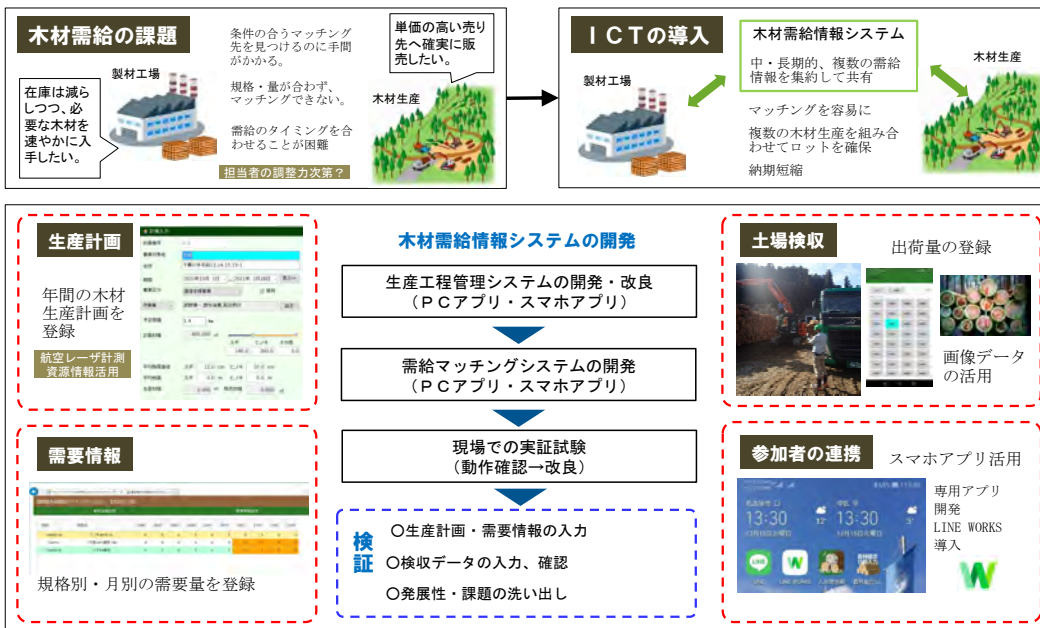 木材需給の課題
条件の合うマッチング
先を見つけるのに手間
がかかる。
規格・量が合わず、
マッチングできない。
需給のタイミングを合
わせることが困難
担当者の調整力次第?
単価の高い売り
先へ確実に販
売したい。
製材工場
木材生産
在庫は減ら
しつつ、必
要な木材を
速やかに入
手したい。
ICTの導入
木材需給情報システム
中・長期的、複数の需給
情報を集約して共有
製材工場
木材生産
マッチングを容易に
複数の木材生産を組み合
わせてロットを確保
納期短縮
生産計画
年間の木材
生産計画を
登録
航空レーザ計測
資源情報活用
需要情報
規格別・月別の需要量を登録
木材需給情報システムの開発
生産工程管理システムの開発・改良
(PCアプリ・スマホアプリ)
需給マッチングシステムの開発
(PCアプリ・スマホアプリ)
現場での実証試験
(動作確認→改良)
検証
〇生産計画・需要情報の入力
〇検収データの入力、確認
〇発展性・課題の洗い出し
土場検収
出荷量の登録
画像データ
の活用
参加者の連携
スマホアプリ活用
13:30
13:30
LINE
LINE WORKS
専用アプリ
開発
LINE WORKS
導入
W